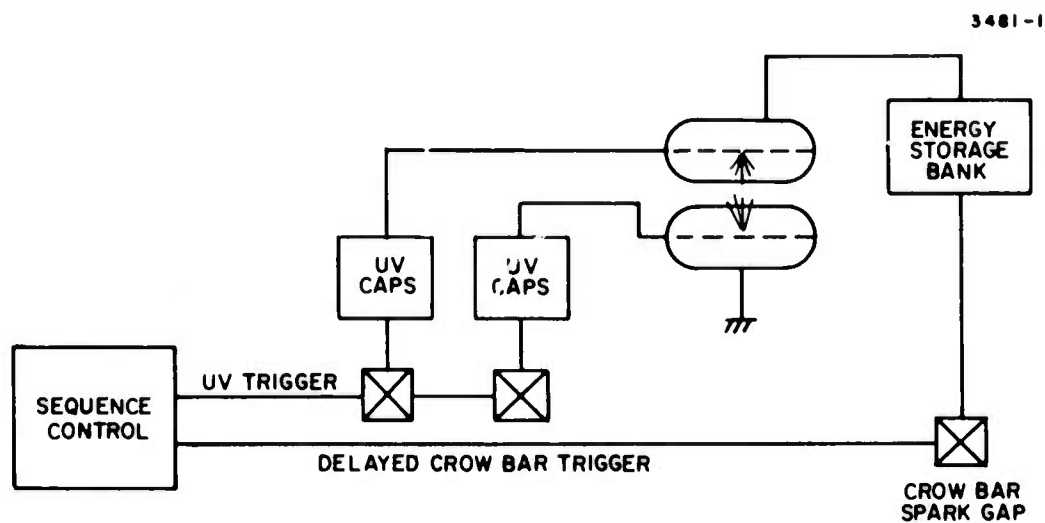 3481-1
ENERGY
STORAGE
BANK
UV
CAPS
UV
CAPS
UV TRIGGER
SEQUENCE
CONTROL
DELAYED CROW BAR TRIGGER
CROW BAR
SPARK GAP